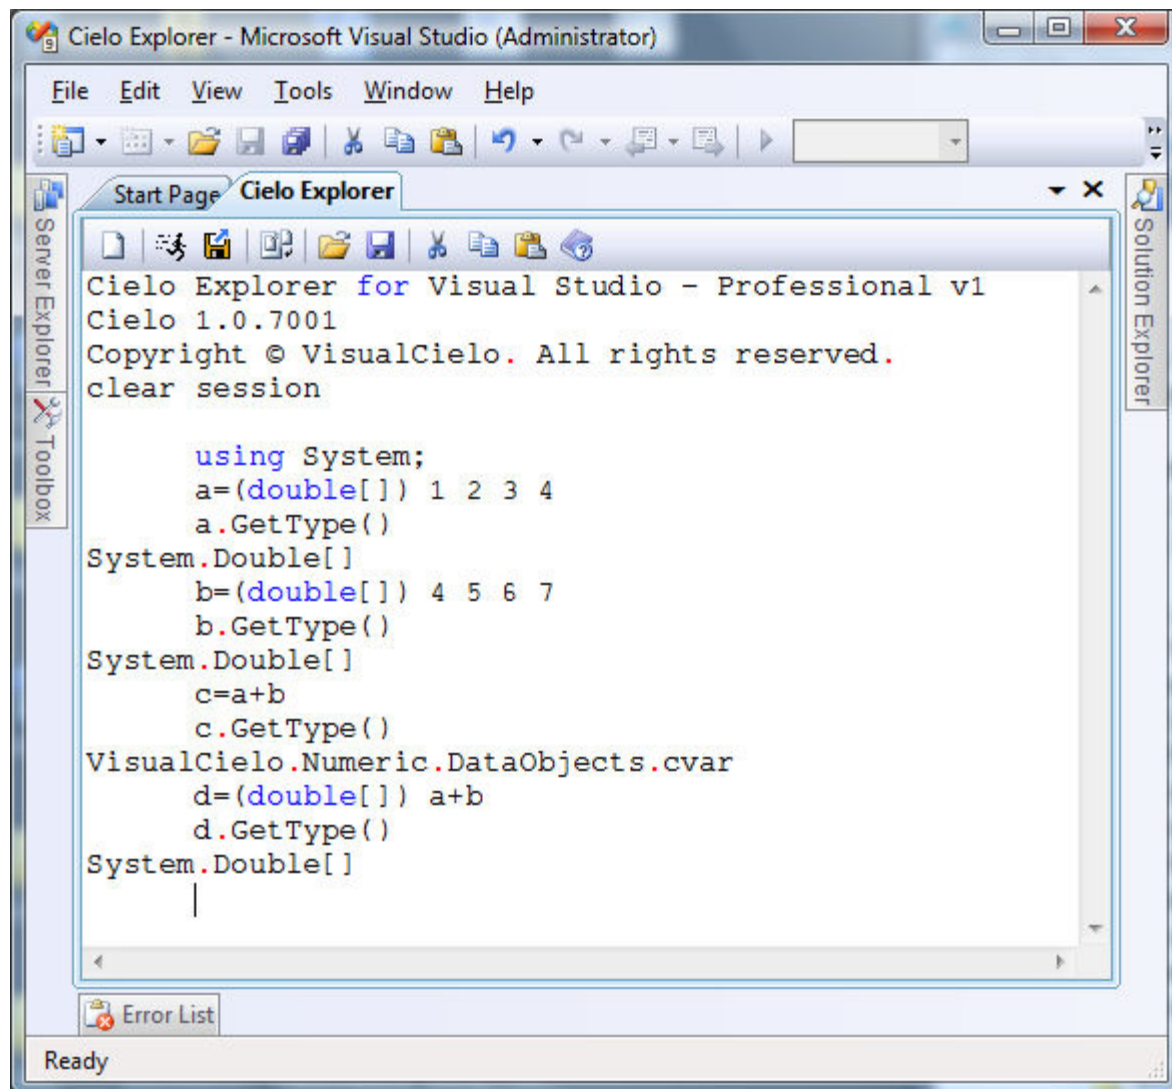 Cielo Explorer - Microsoft Visual Studio (Administrator)
File Edit View Tools Window Help
Start Page Cielo Explorer
Server Explorer
Toolbox
Solution Explorer
Cielo Explorer for Visual Studio – Professional v1
Cielo 1.0.7001
Copyright © VisualCielo. All rights reserved.
clear session
using System;
a=(double[]) 1 2 3 4
a.GetType()
System.Double[]
b=(double[]) 4 5 6 7
b.GetType()
System.Double[]
c=a+b
c.GetType()
VisualCielo.Numeric.DataObjects.cvar
d=(double[]) a+b
d.GetType()
System.Double[]
Error List
Ready